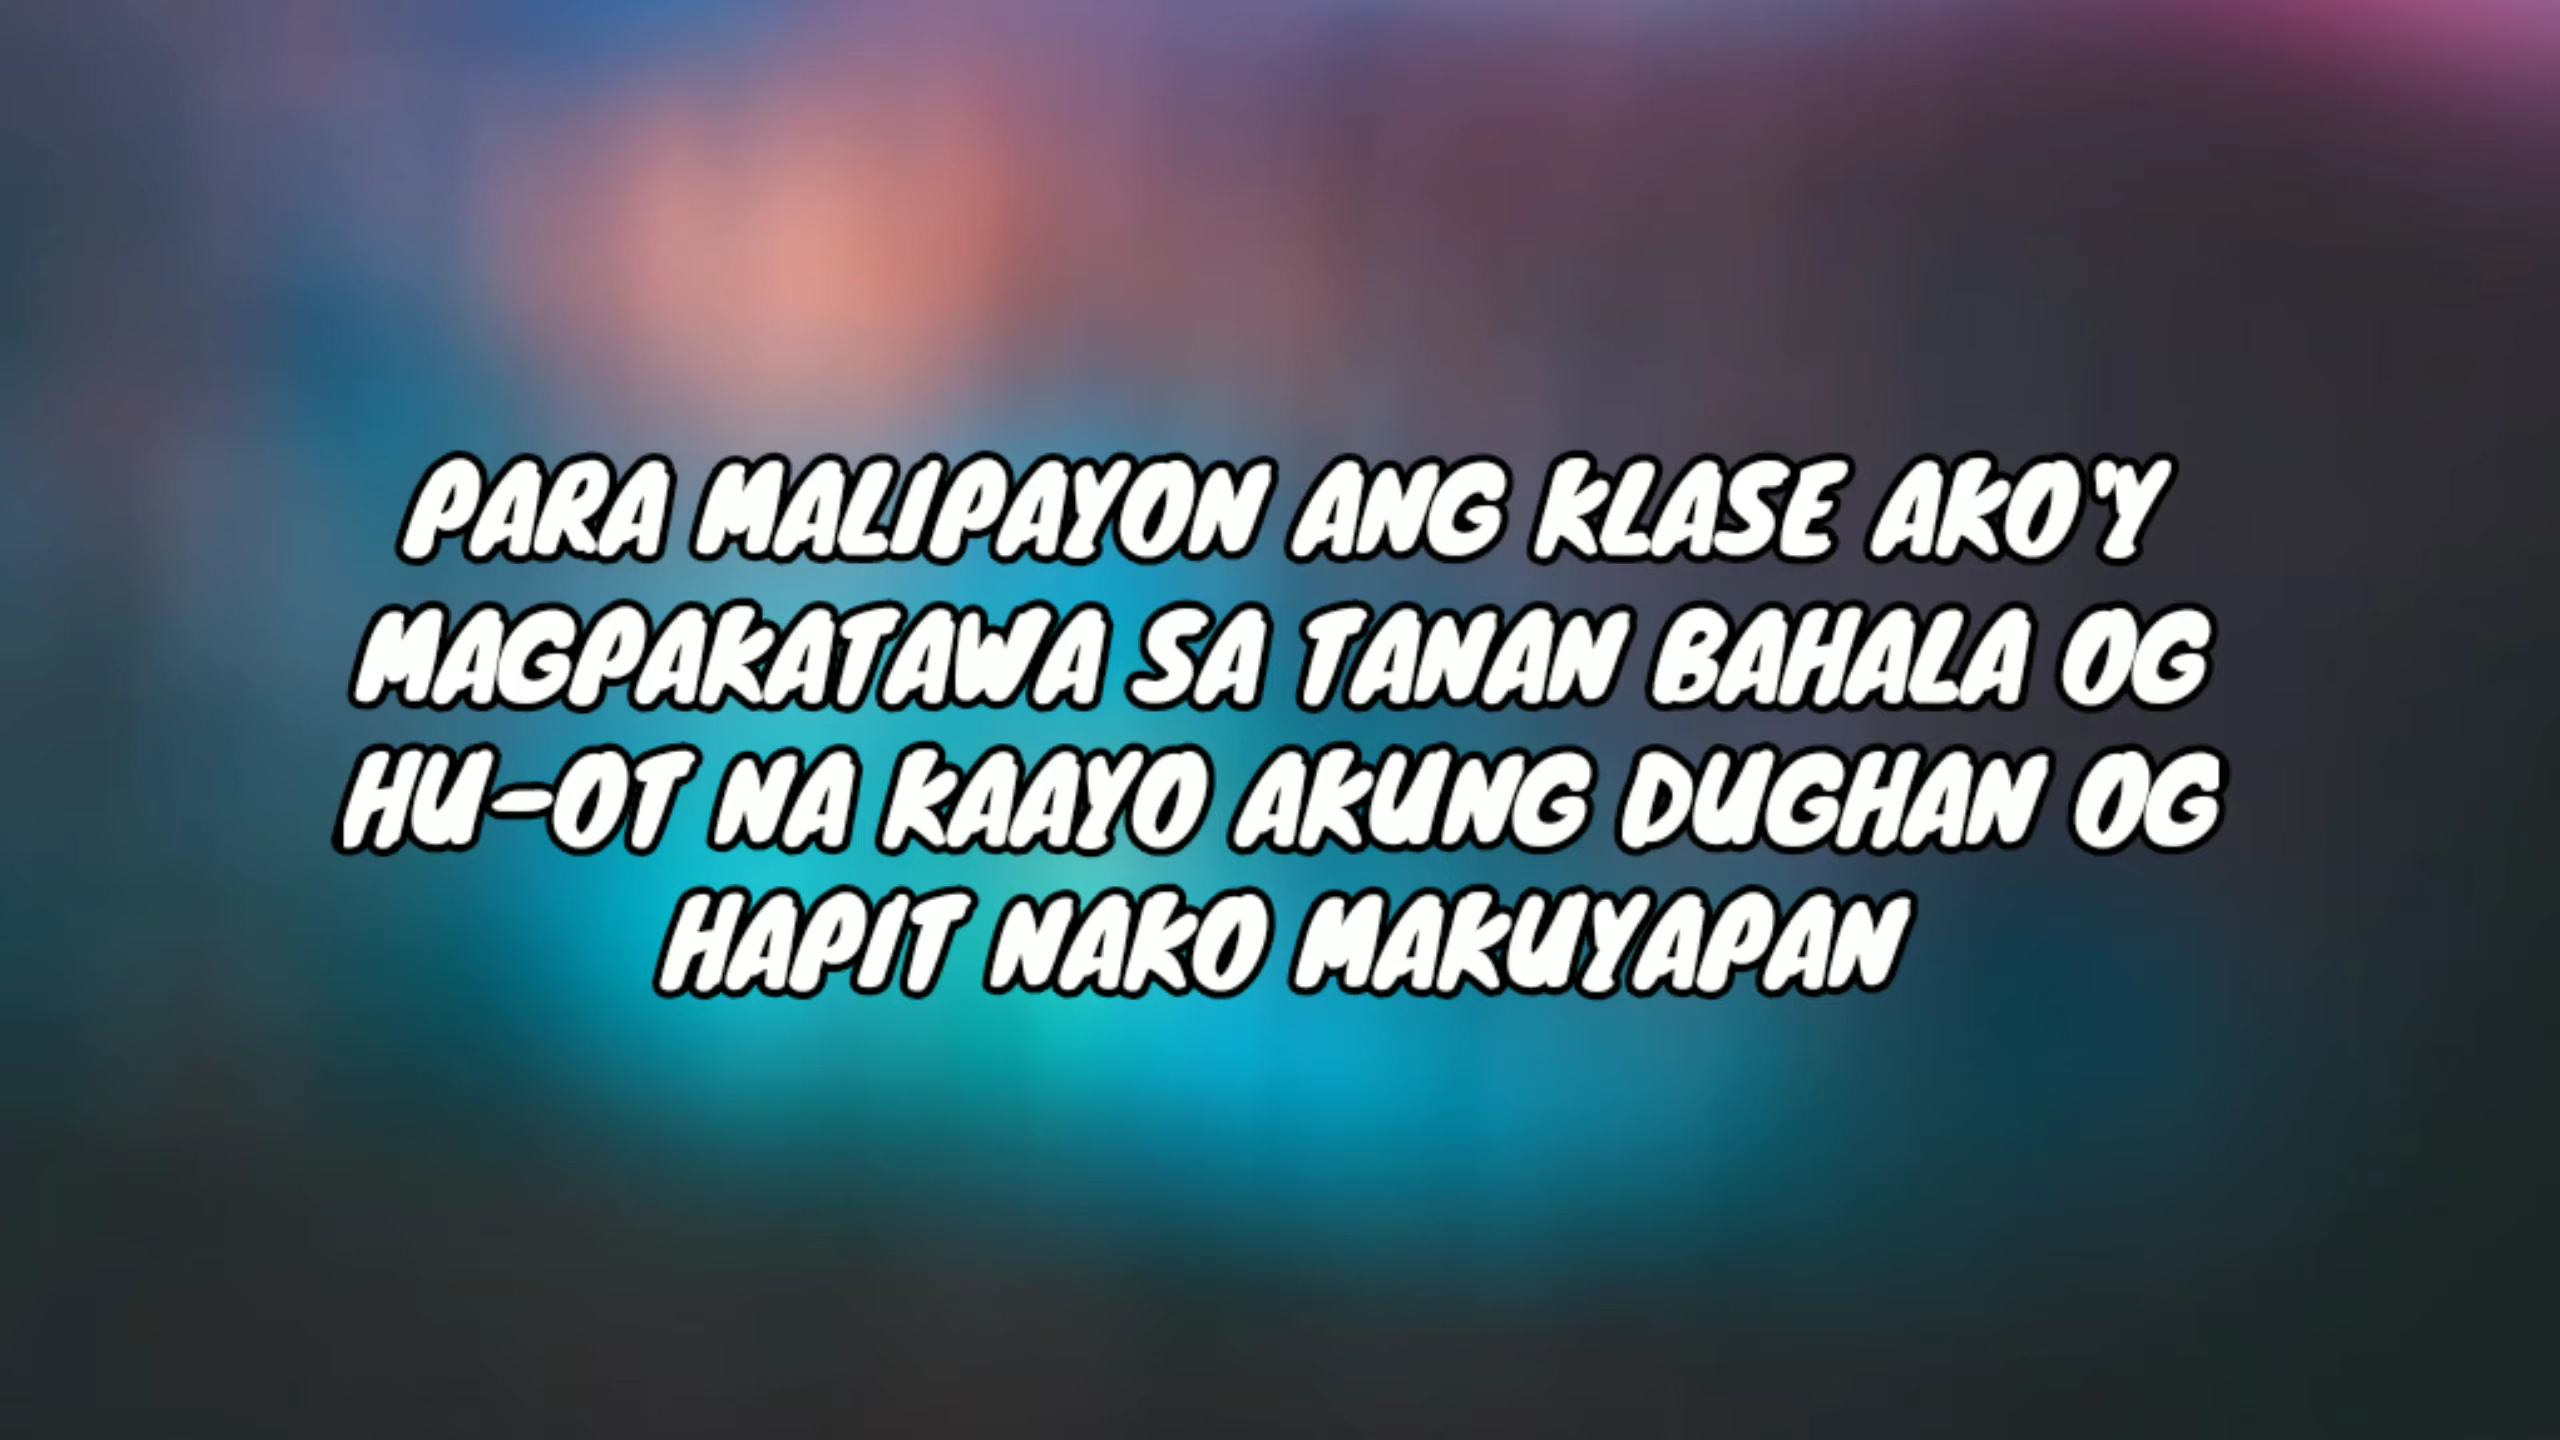 PARA MALIPAYON ANG KLASE AKO'Y
MAGPAKATAWA SA TANAN BAHALA OG
HU-OT NA KAAYO AKUNG DUGHAN OG
HAPIT NAKO MAKUYAPAN